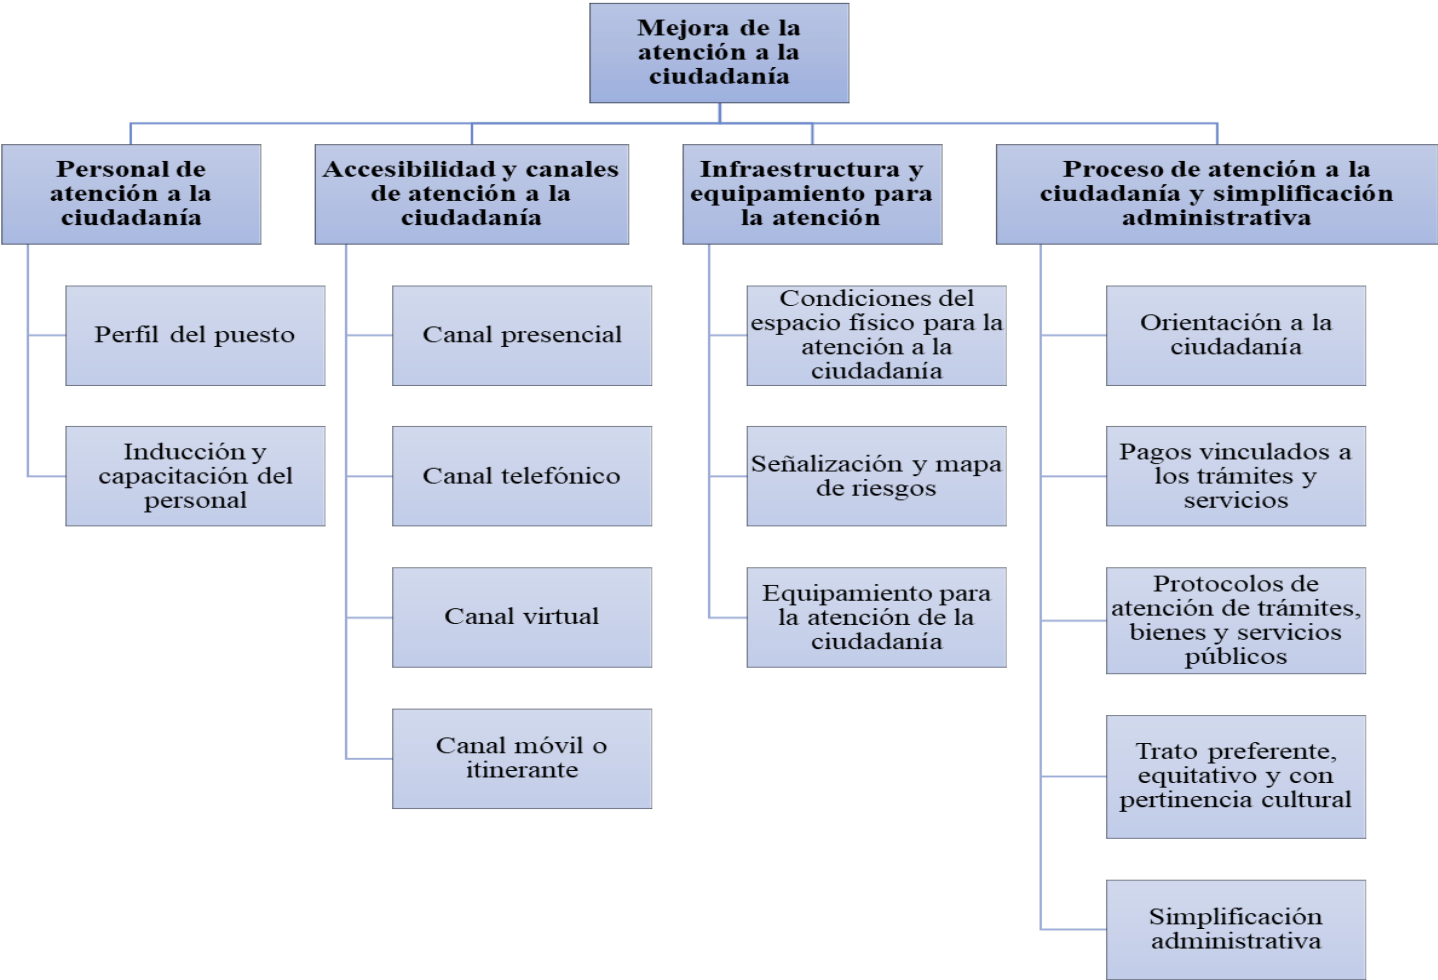 Mejora de la
atención a la
ciudadanía
Personal de
atención a la
ciudadanía
Perfil del puesto
Inducción y
capacitación del
personal
Accesibilidad y canales
de atención a la
ciudadanía
Canal presencial
Canal telefónico
Canal virtual
Canal móvil o
itinerante
Infraestructura y
equipamiento para
la atención
Condiciones del
espacio físico para la
atención a la
ciudadanía
Señalización y mapa
de riesgos
Equipamiento para
la atención de la
ciudadanía
Proceso de atención a la
ciudadanía y simplificación
administrativa
Orientación a la
ciudadanía
Pagos vinculados a
los trámites y
servicios
Protocolos de
atención de trámites,
bienes y servicios
públicos
Trato preferente,
equitativo y con
pertinencia cultural
Simplificación
administrativa